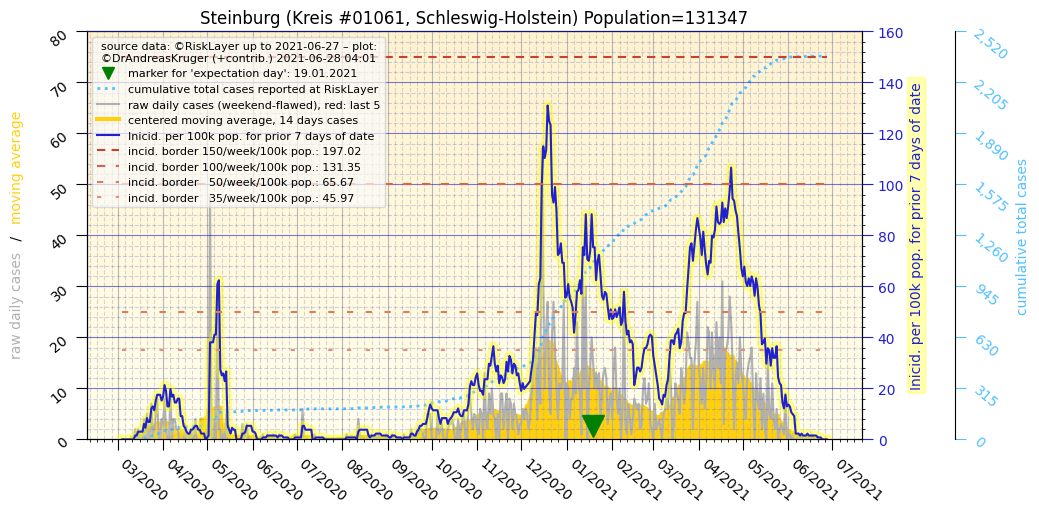 Steinburg (Kreis #01061, Schleswig-Holstein) Population=131347
source data: ©RiskLayer up to 2021-06-27 – plot:
©DrAndreasKruger (+contrib.) 2021-06-28 04:01
marker for 'expectation day': 19.01.2021
cumulative total cases reported at RiskLayer
raw daily cases (weekend-flawed), red: last 5
centered moving average, 14 days cases
Inicid. per 100k pop. for prior 7 days of date
incid. border 150/week/100k pop.: 197.02
incid. border 100/week/100k pop.: 131.35
incid. border 50/week/100k pop.: 65.67
incid. border 35/week/100k pop.: 45.97
raw daily cases / moving average
80
70
60
50
40
30
20
10
0
03/2020
04/2020
05/2020
06/2020
07/2020
08/2020
09/2020
10/2020
11/2020
12/2020
01/2021
02/2021
03/2021
04/2021
05/2021
06/2021
07/2021
160
140
120
100
80
60
40
20
0
Inicid. per 100k pop. for prior 7 days of date
2,520
2,205
1,890
1,575
1,260
945
630
315
0
cumulative total cases